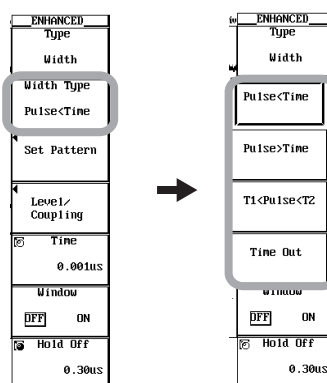 ENHANCED
Type
Width
Width Type
Pulse<Time
Set Pattern
Level/
Coupling
Time
0.001us
Window
OFF ON
Hold Off
0.30us
ENHANCED
Type
Width
Pulse<Time
Pulse>Time
T1<Pulse<T2
Time Out
Window
OFF ON
Hold Off
0.30us